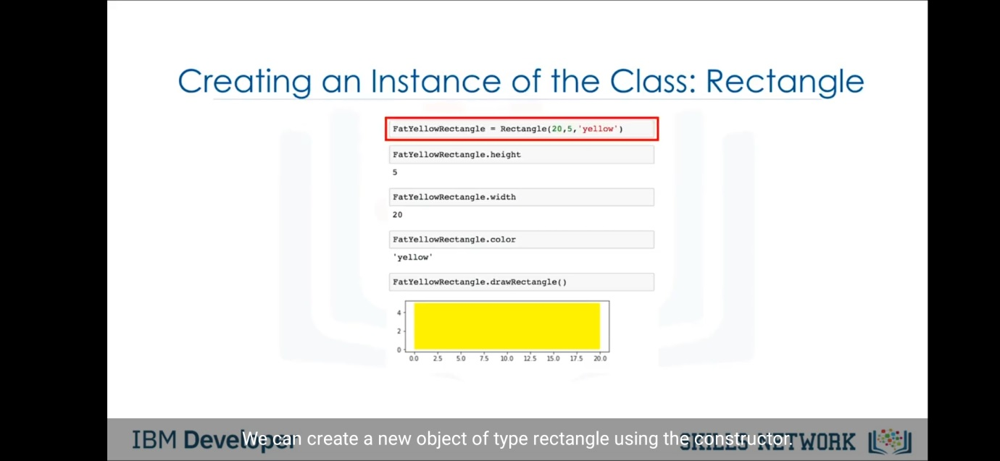 Creating an Instance of the Class: Rectangle
FatYellowRectangle = Rectangle(20,5,'yellow')
FatYellowRectangle.height
5
FatYellowRectangle.width
20
FatYellowRectangle.color
'yellow'
FatYellowRectangle.drawRectangle()
4
2
0
0.0 2.5 5.0 7.5 10.0 12.5 15.0 17.5 20.0
IBM Developer
We can create a new object of type rectangle using the constructor.
SKILLS NETWORK